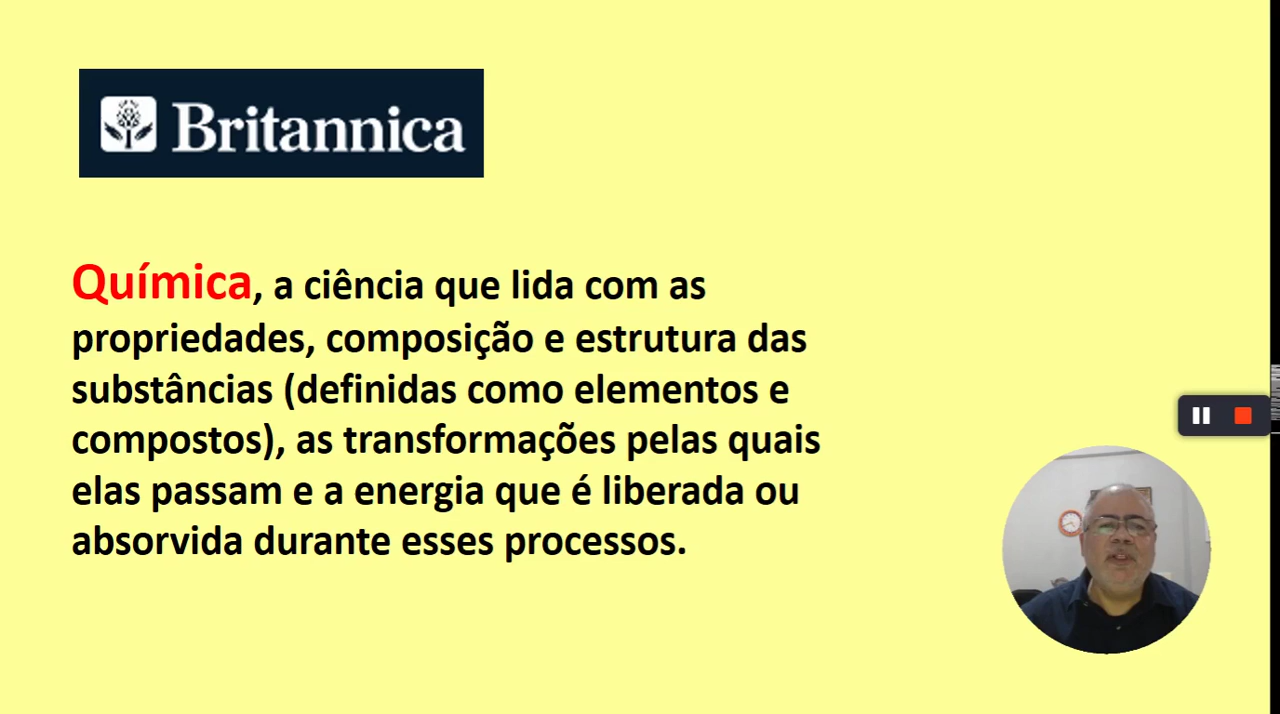 Britannica
Química, a ciência que lida com as
propriedades, composição e estrutura das
substâncias (definidas como elementos e
compostos), as transformações pelas quais
elas passam e a energia que é liberada ou
absorvida durante esses processos.